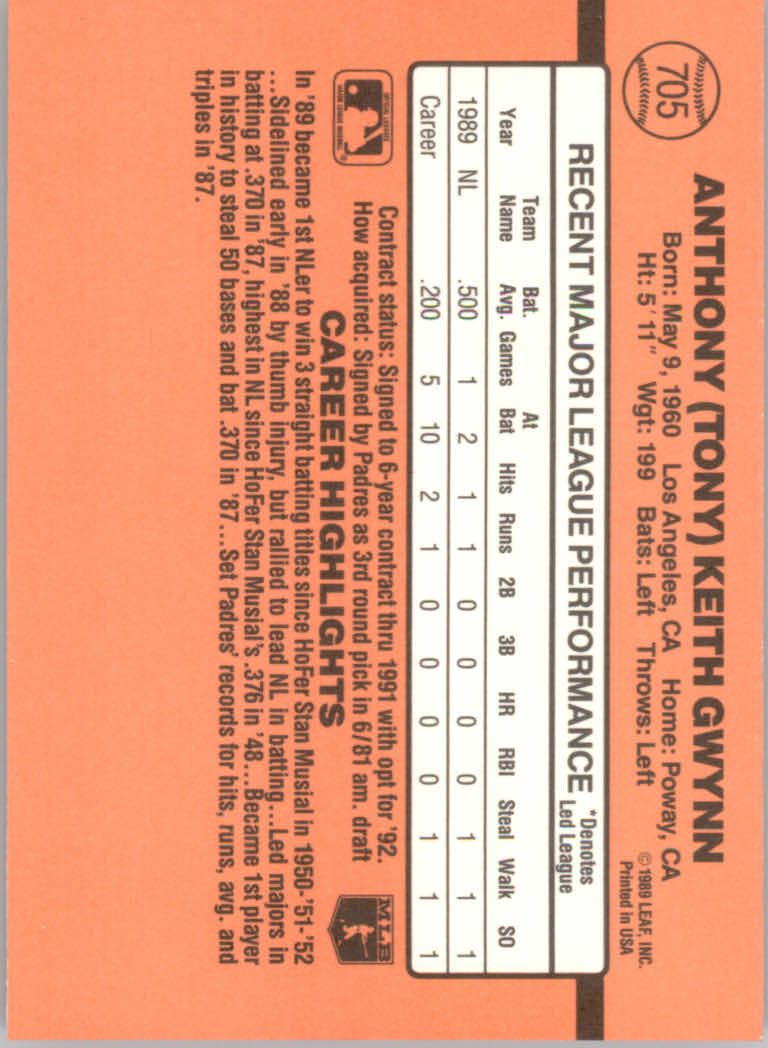 705
ANTHONY (TONY) KEITH GWYNN
Born: May 9, 1960 Los Angeles, CA Home: Poway, CA
Ht: 5' 11" Wgt: 199 Bats: Left Throws: Left
© 1989 LEAF, INC.
Printed in USA
RECENT MAJOR LEAGUE PERFORMANCE
*Denotes
Led League
Year Team Name Bat. Avg. Games At Bat Hits Runs 2B 3B HR RBI Steal Walk SO
1989 NL .500 1 2 1 1 0 0 0 0 1 1 1
Career .200 5 10 2 1 0 0 0 0 1 1 1
Contract status: Signed to 6-year contract thru 1991 with opt for '92.
How acquired: Signed by Padres as 3rd round pick in 6/81 am. draft
MLB
CAREER HIGHLIGHTS
In '89 became 1st NLer to win 3 straight batting titles since HoFer Stan Musial in 1950-'51-'52
...Sidelined early in '88 by thumb injury, but rallied to lead NL in batting...Led majors in
batting at .370 in '87, highest in NL since HoFer Stan Musial's .376 in '48...Became 1st player
in history to steal 50 bases and bat .370 in '87...Set Padres' records for hits, runs, avg. and
triples in '87.